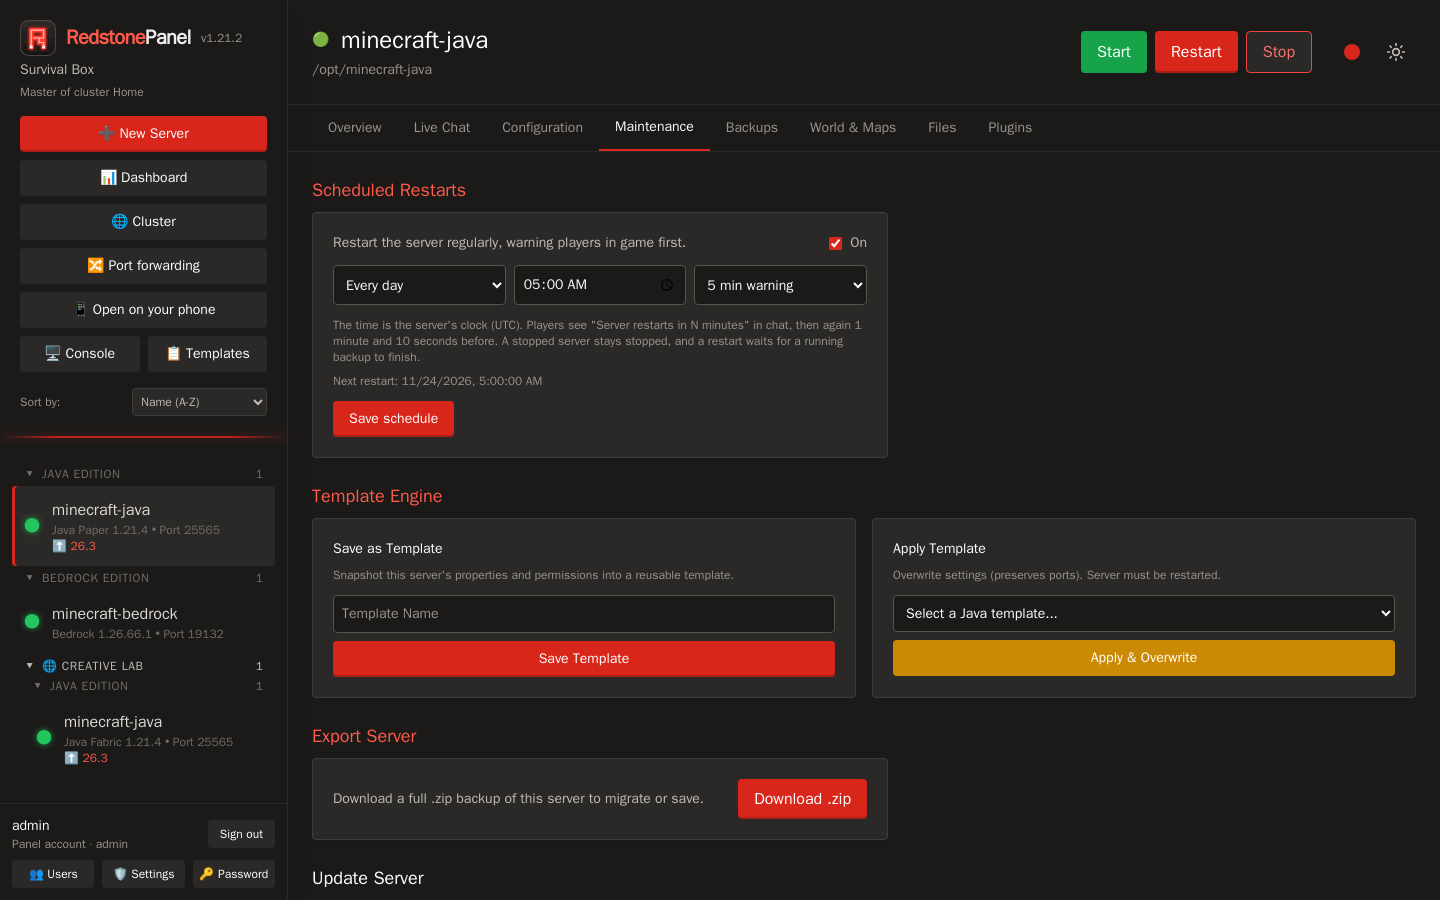 RedstonePanel v1.21.2
Survival Box
Master of cluster Home
➕ New Server
📊 Dashboard
🌐 Cluster
🔀 Port forwarding
📱 Open on your phone
🖥️ Console
📋 Templates
Sort by:
Name (A-Z)
▼ JAVA EDITION 1
minecraft-java
Java Paper 1.21.4 • Port 25565
⬆️ 26.3
▼ BEDROCK EDITION 1
minecraft-bedrock
Bedrock 1.26.66.1 • Port 19132
▼ 🌐 CREATIVE LAB 1
▼ JAVA EDITION 1
minecraft-java
Java Fabric 1.21.4 • Port 25565
⬆️ 26.3
admin
Panel account · admin
Sign out
👥 Users
🛡️ Settings
🔑 Password
minecraft-java
/opt/minecraft-java
Start
Restart
Stop
Overview
Live Chat
Configuration
Maintenance
Backups
World & Maps
Files
Plugins
Scheduled Restarts
Restart the server regularly, warning players in game first.
On
Every day
05:00 AM
5 min warning
The time is the server's clock (UTC). Players see "Server restarts in N minutes" in chat, then again 1
minute and 10 seconds before. A stopped server stays stopped, and a restart waits for a running
backup to finish.
Next restart: 11/24/2026, 5:00:00 AM
Save schedule
Template Engine
Save as Template
Snapshot this server's properties and permissions into a reusable template.
Template Name
Save Template
Apply Template
Overwrite settings (preserves ports). Server must be restarted.
Select a Java template...
Apply & Overwrite
Export Server
Download a full .zip backup of this server to migrate or save.
Download .zip
Update Server